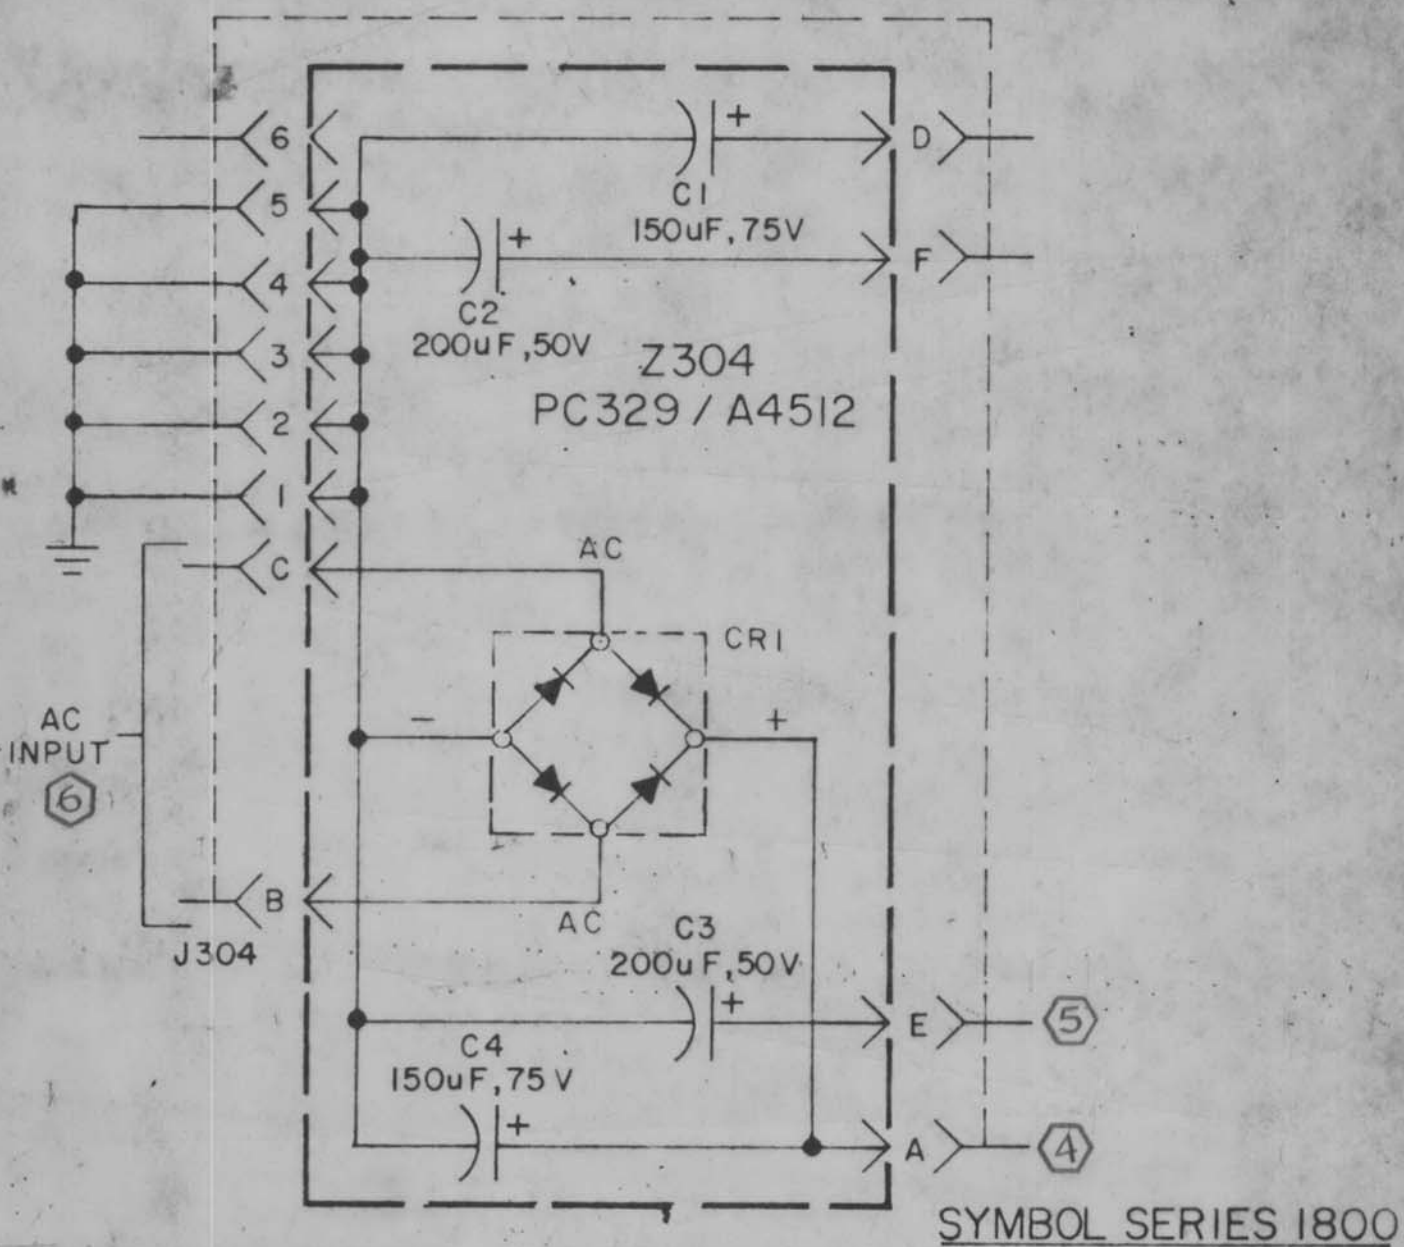 6
D
5
C1
150uF, 75V
+
4
+
F
C2
200uF, 50V
3
Z304
2
PC329 / A4512
1
AC
C
CR1
AC
INPUT
6
-
+
B
AC
J304
C3
200uF, 50V
+
E
5
C4
150uF, 75V
+
A
4
SYMBOL SERIES 1800